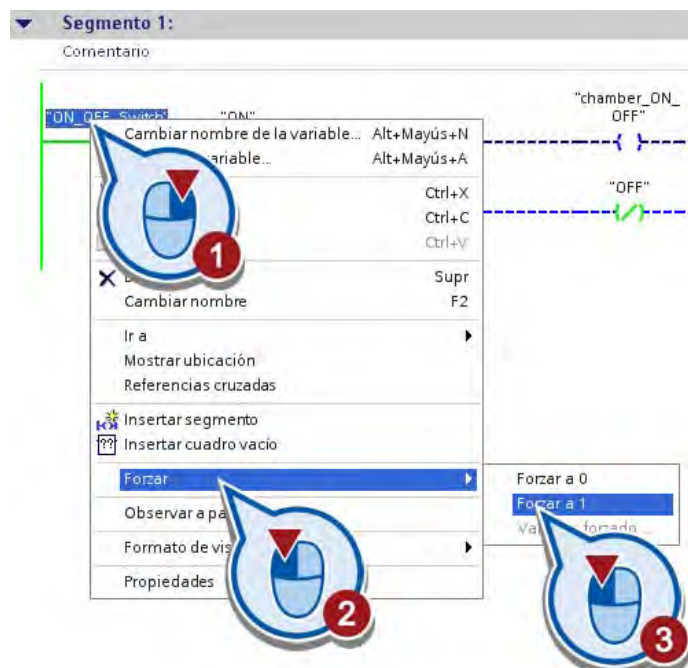 Segmento 1:
Comentario
"ON_OFF_Switch" "ON"
"chamber_ON_
OFF"
Cambiar nombre de la variable... Alt+Mayús+N
ariable... Alt+Mayús+A
Ctrl+X
"OFF"
Ctrl+C
Ctrl+V
1
Supr
Cambiar nombre F2
Ir a
Mostrar ubicación
Referencias cruzadas
Insertar segmento
?? Insertar cuadro vacío
Forzar
Forzar a 0
Forzar a 1
Observar a pa
forzado...
Formato de vis
Propiedades
2
3